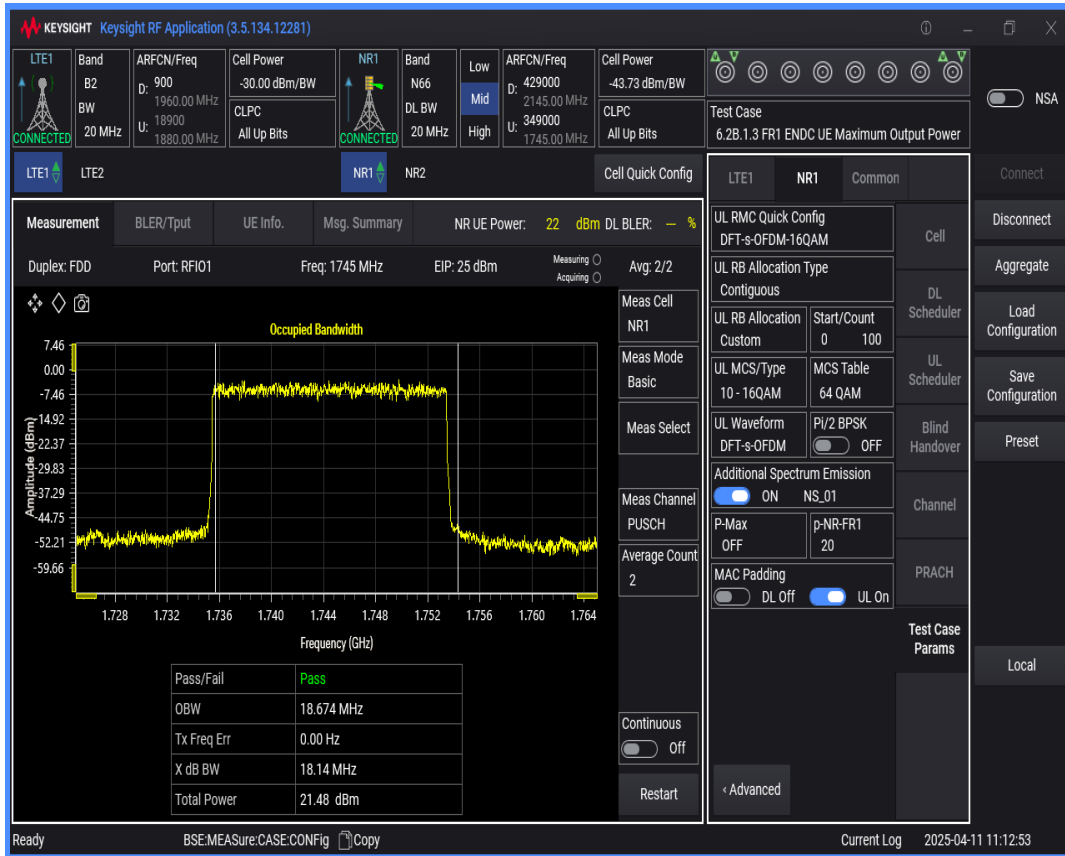 KEYSIGHT Keysight RF Application (3.5.134.12281)
LTE1
CONNECTED
Band
B2
BW
20 MHz
ARFCN/Freq
D: 900
1960.00 MHz
U: 18900
1880.00 MHz
Cell Power
-30.00 dBm/BW
CLPC
All Up Bits
NR1
CONNECTED
Band
N66
DL BW
20 MHz
Low
Mid
High
ARFCN/Freq
D: 429000
2145.00 MHz
U: 349000
1745.00 MHz
Cell Power
-43.73 dBm/BW
CLPC
All Up Bits
Test Case
6.2B.1.3 FR1 ENDC UE Maximum Output Power
NSA
LTE1 LTE2 NR1 NR2 Cell Quick Config
Measurement BLER/Tput UE Info. Msg. Summary NR UE Power: 22 dBm DL BLER: --- %
Duplex: FDD Port: RFIO1 Freq: 1745 MHz EIP: 25 dBm Measuring Avg: 2/2
Acquiring
Occupied Bandwidth
7.46
0.00
-7.46
-14.92
-22.37
-29.83
-37.29
-44.75
-52.21
-59.66
Amplitude (dBm)
1.728 1.732 1.736 1.740 1.744 1.748 1.752 1.756 1.760 1.764
Frequency (GHz)
Pass/Fail Pass
OBW 18.674 MHz
Tx Freq Err 0.00 Hz
X dB BW 18.14 MHz
Total Power 21.48 dBm
Meas Cell
NR1
Meas Mode
Basic
Meas Select
Meas Channel
PUSCH
Average Count
2
Continuous
Off
Restart
LTE1 NR1 Common
UL RMC Quick Config
DFT-s-OFDM-16QAM
UL RB Allocation Type
Contiguous
UL RB Allocation
Custom
Start/Count
0 100
UL MCS/Type
10 - 16QAM
MCS Table
64 QAM
UL Waveform
DFT-s-OFDM
Pi/2 BPSK
OFF
Additional Spectrum Emission
ON NS_01
P-Max
OFF
p-NR-FR1
20
MAC Padding
DL Off UL On
‹ Advanced
Cell
DL
Scheduler
UL
Scheduler
Blind
Handover
Channel
PRACH
Test Case
Params
Connect
Disconnect
Aggregate
Load
Configuration
Save
Configuration
Preset
Local
Ready BSE:MEASure:CASE:CONFig Copy Current Log 2025-04-11 11:12:53